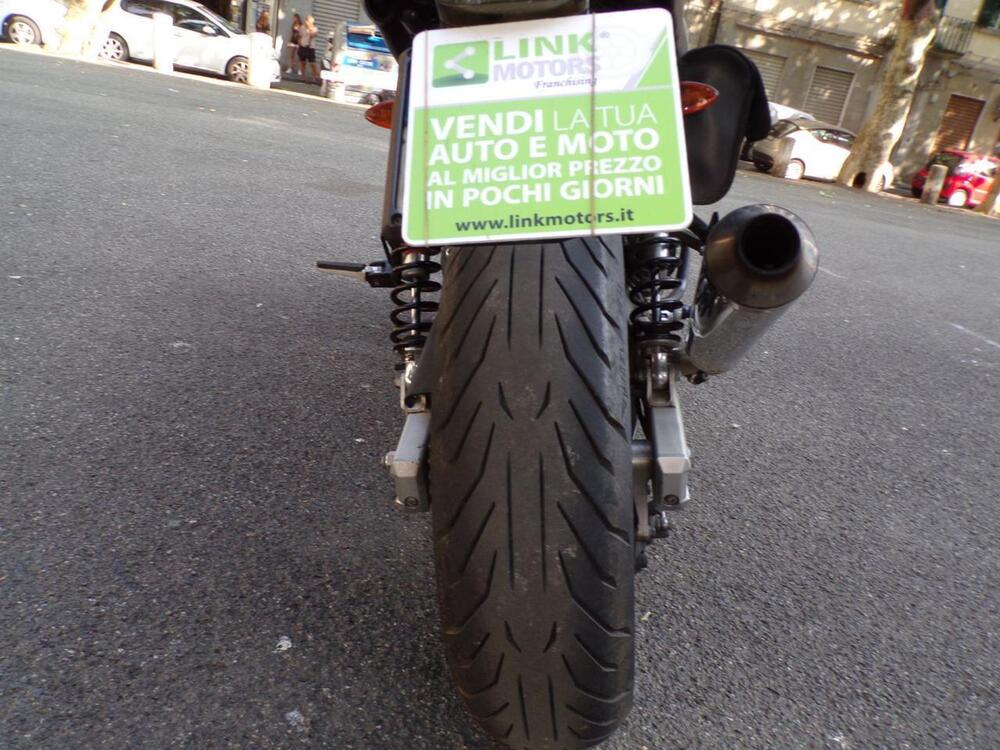 LINK®
MOTORS
Franchising
VENDI LA TUA
AUTO E MOTO
AL MIGLIOR PREZZO
IN POCHI GIORNI
www.linkmotors.it